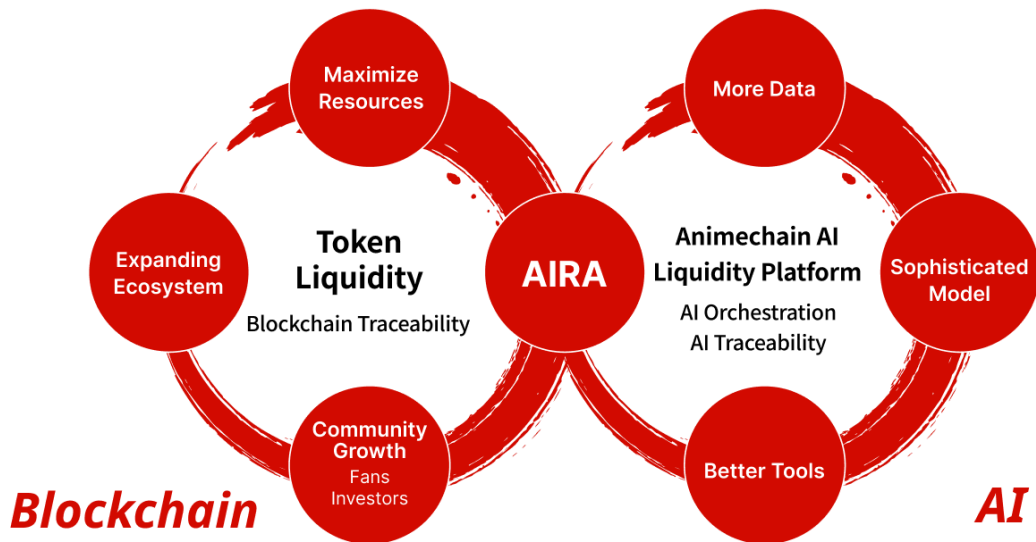 Maximize
Resources
More Data
Expanding
Ecosystem
Token
Liquidity
Blockchain Traceability
AIRA
Animechain AI
Liquidity Platform
AI Orchestration
AI Traceability
Sophisticated
Model
Community
Growth
Fans
Investors
Better Tools
Blockchain
AI